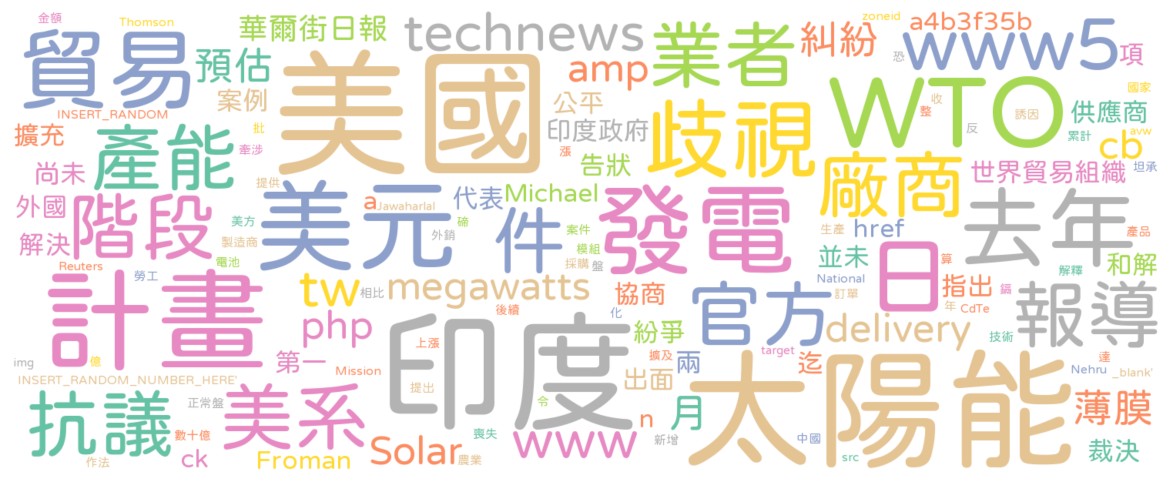 金額
Thomson
華爾街日報
technews
業者
糾紛
zoneid
a4b3f35b
www5
項
貿易
預估
美國
amp
恐
國家
案例
公平
WTO
收
誘因
供應商
INSERT_RANDOM
整
擴充
批
印度政府
歧視
反
累計
avw
cb
產能
牽涉
漲
告狀
廠商
世界貿易組織
坦承
尚未
提供
美元
代表
Michael
發電
去年
外國
階段
a
Jawaharlal
件
href
美方
外銷
碲
案件
生產
產品
解決
製造商
模組
並未
日
和解
Reuters
電池
採購
盤
National
算
指出
解釋
勞工
計畫
tw
相比
megawatts
協商
官方
訂單
年
鎘
報導
CdTe
php
後續
印度
化
紛爭
delivery
技術
img
億
第一
上漲
擴及
兩
target
迄
達
INSERT_RANDOM_NUMBER_HERE'
Mission
提出
出面
太陽能
Nehru
_blank'
抗議
正常盤
美系
令
n
月
薄膜
數十億
Solar
喪失
www
新增
中國
裁決
作法
ck
Froman
農業
src